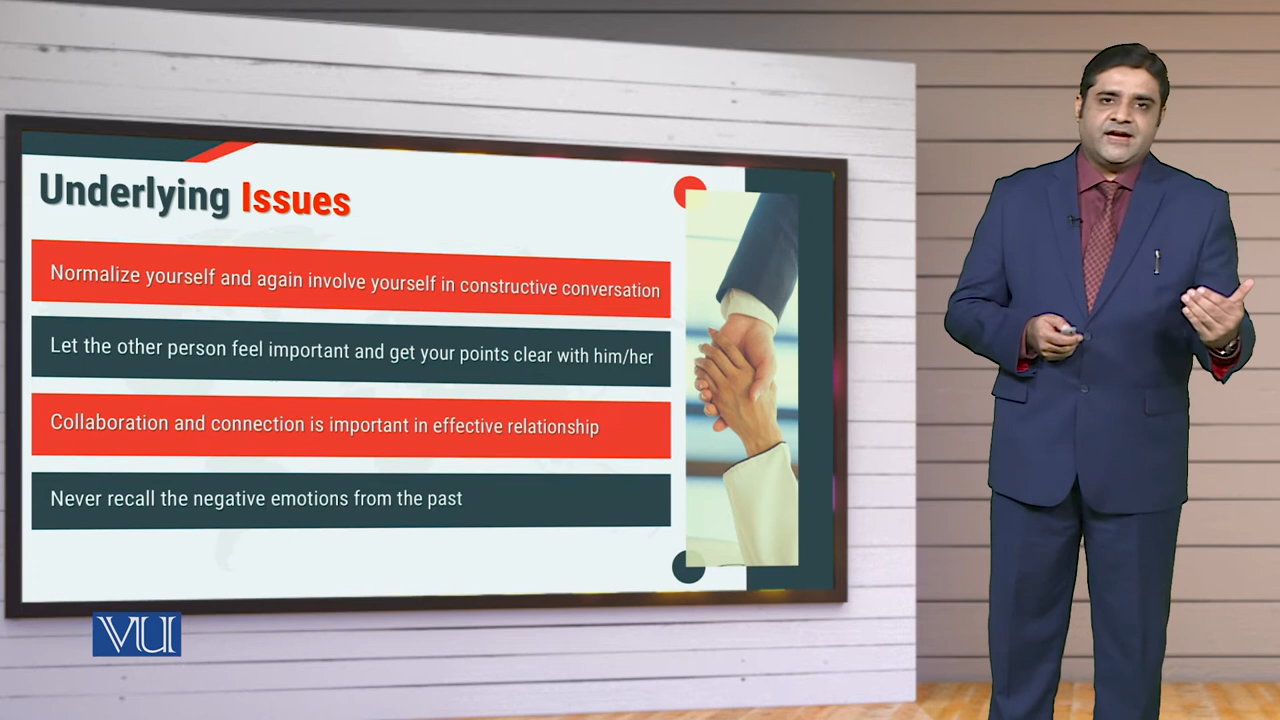 Underlying Issues
Normalize yourself and again involve yourself in constructive conversation
Let the other person feel important and get your points clear with him/her
Collaboration and connection is important in effective relationship
Never recall the negative emotions from the past
VU